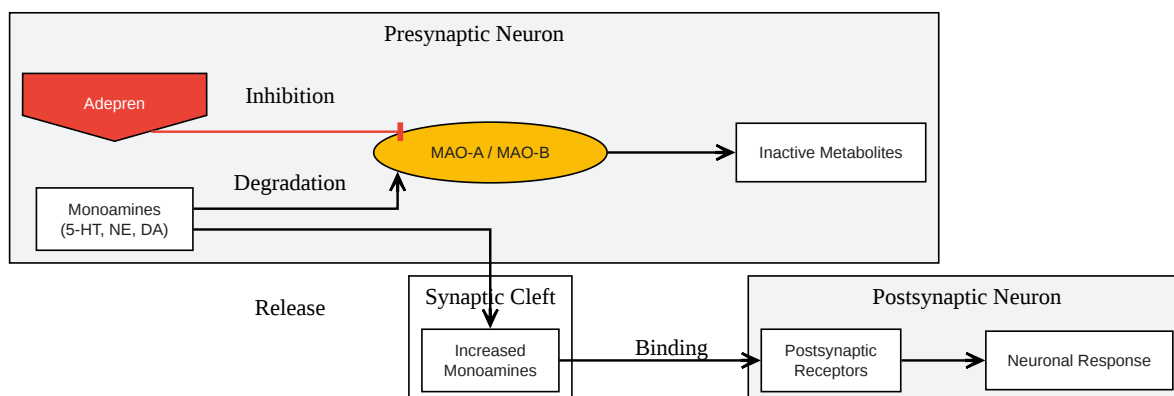 Presynaptic Neuron
Inhibition
Adepren
MAO-A / MAO-B
Inactive Metabolites
Degradation
Monoamines
(5-HT, NE, DA)
Release
Synaptic Cleft
Postsynaptic Neuron
Increased
Monoamines
Binding
Postsynaptic
Receptors
Neuronal Response